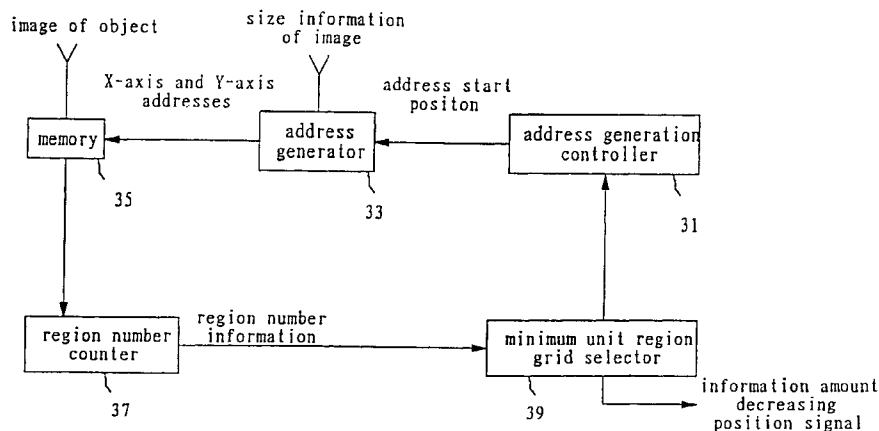 image of object
size information
of image
X-axis and Y-axis
addresses
address start
positon
memory
address
generator
address generation
controller
35
33
31
region number
counter
region number
information
minimum unit region
grid selector
37
39
information amount
decreasing
position signal